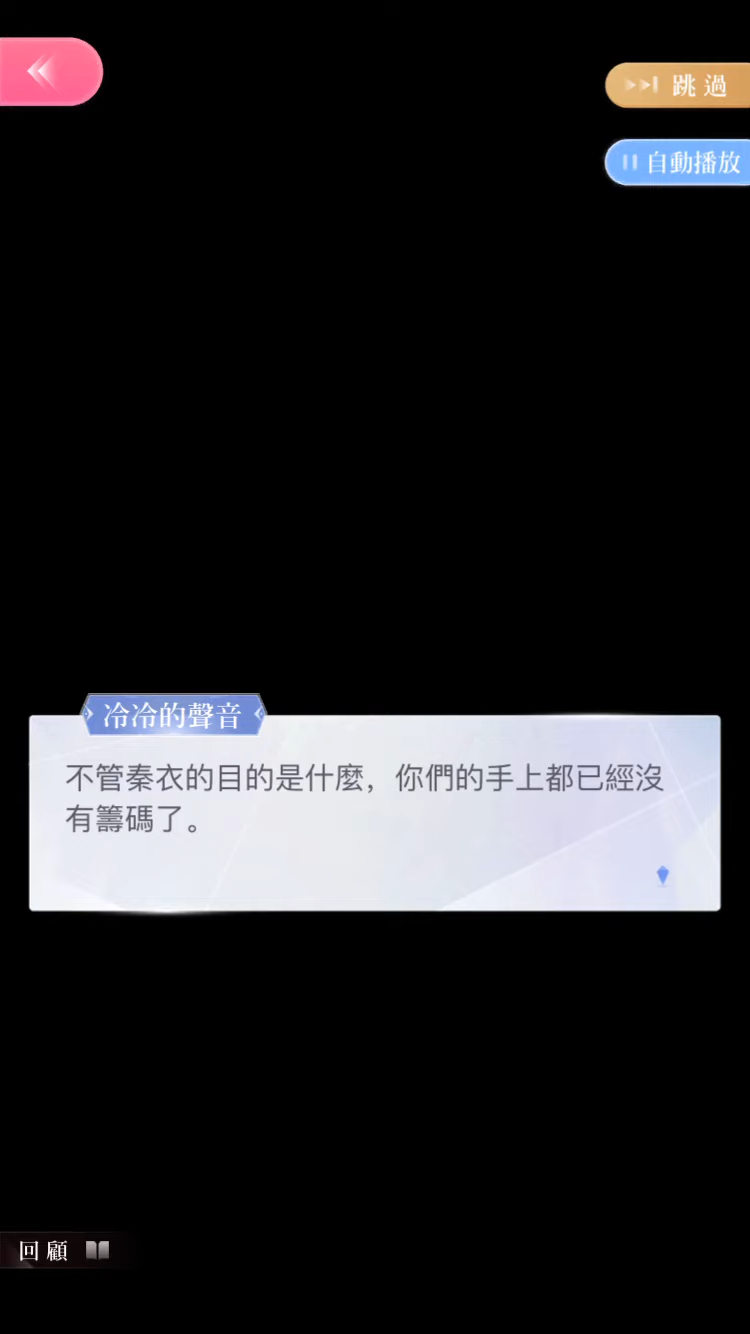 跳過
自動播放
冷冷的聲音
不管秦衣的目的是什麼，你們的手上都已經沒
有籌碼了。
回顧